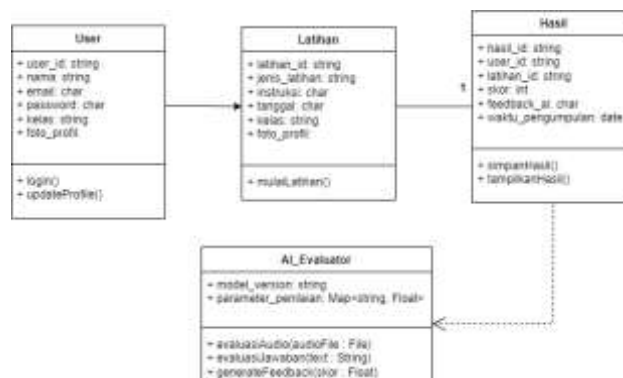 User
+ user_id: string
+ nama: string
+ email: char
+ password: char
+ kelas: string
+ foto_profil
+ login()
+ updateProfile()
Latihan
+ latihan_id: string
+ jenis_latihan: string
+ instruksi: char
+ tanggal: char
+ kelas: string
+ foto_profil
+ mulaiLatihan()
Hasil
+ hasil_id: string
+ user_id: string
+ latihan_id: string
+ skor: int
+ feedback_ai: char
+ waktu_pengumpulan: date
+ simpanHasil()
+ tampilkanHasil()
AI_Evaluator
+ model_version: string
+ parameter_penilaian: Map<string, Float>
+ evaluasiAudio(audioFile : File)
+ evaluasiJawaban(text : String)
+ generateFeedback(skor : Float)